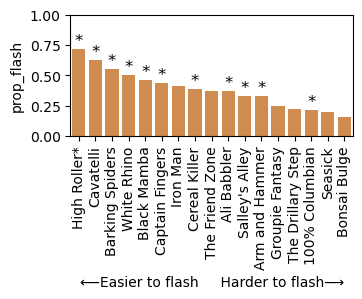 1.00
0.75
0.50
0.25
0.00
prop_flash
* * * * * * * * * * *
High Roller*
Cavatelli
Barking Spiders
White Rhino
Black Mamba
Captain Fingers
Iron Man
Cereal Killer
The Friend Zone
Ali Babbler
Salley's Alley
Arm and Hammer
Groupie Fantasy
The Drillary Step
100% Columbian
Seasick
Bonsai Bulge
⟵Easier to flash Harder to flash⟶